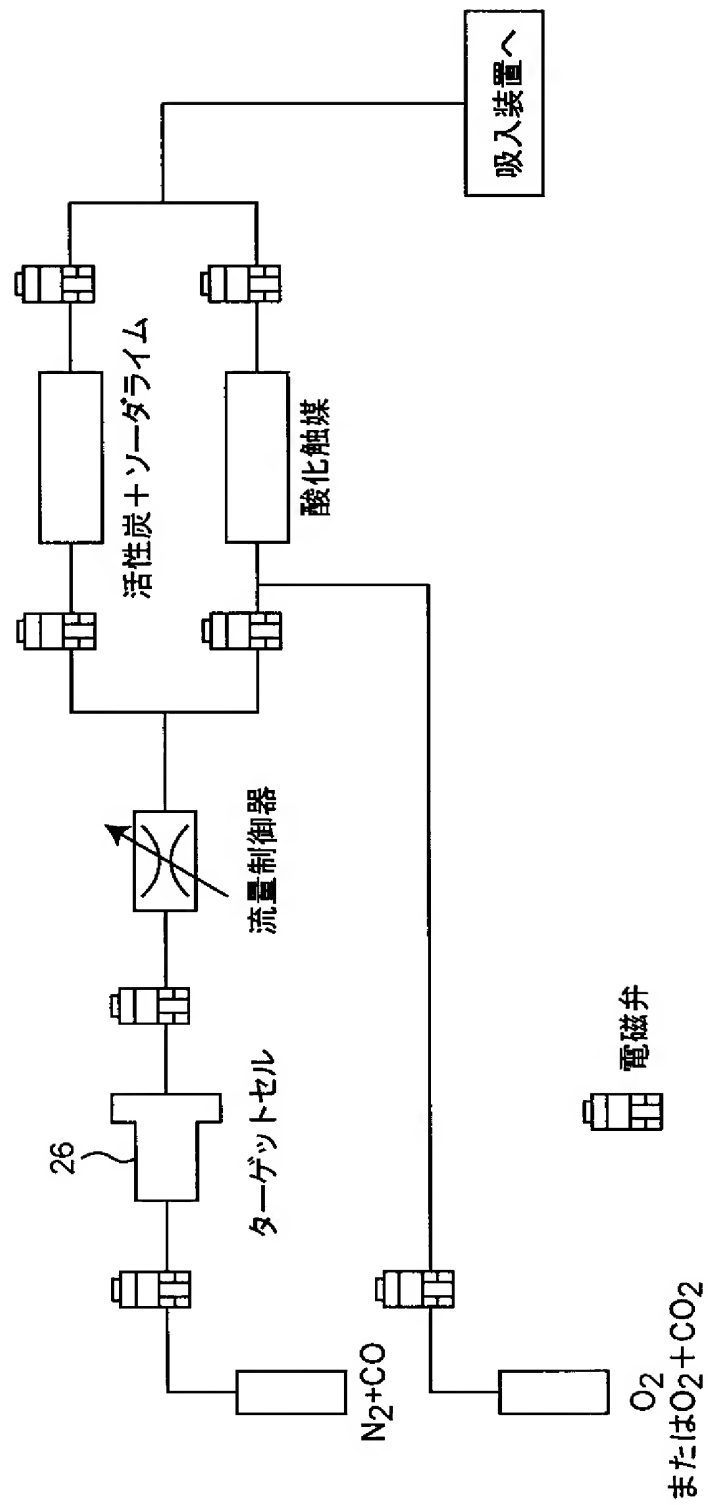 吸入装置へ
活性炭+ソーダライム
酸化触媒
流量制御器
26
ターゲットセル
電磁弁
N2+CO
O2
またはO2+CO2